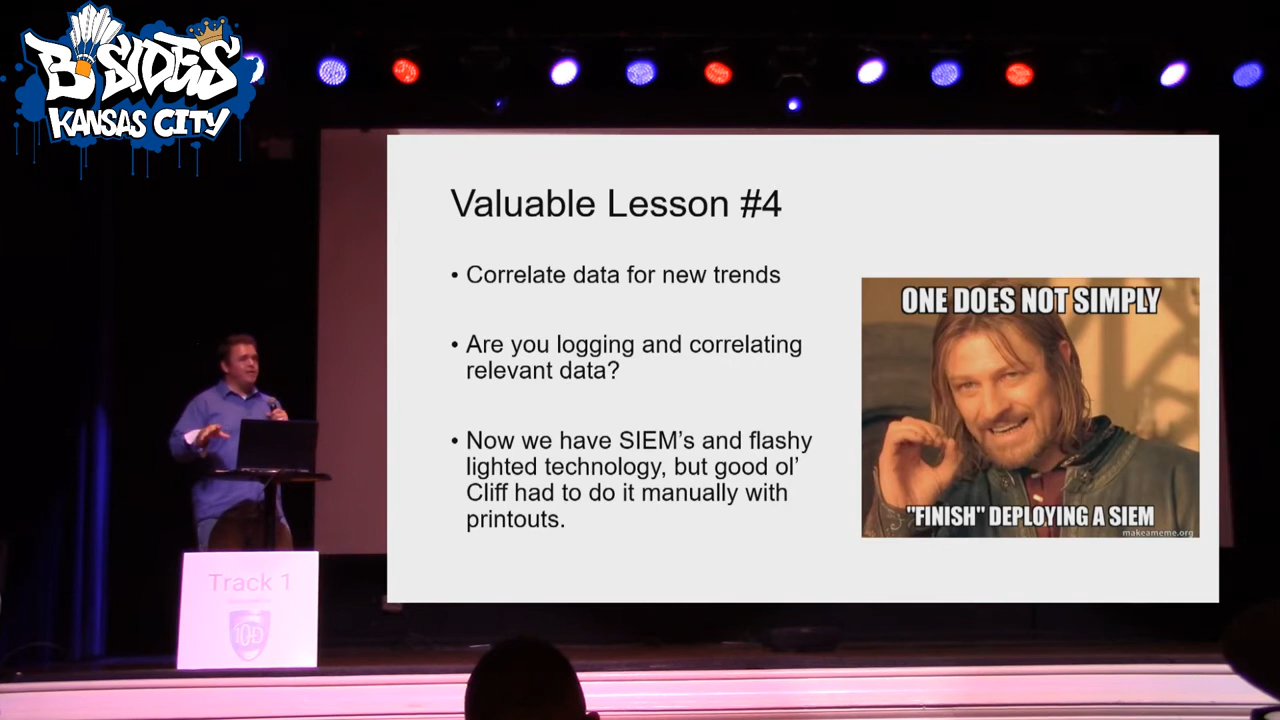 B·SIDES
KANSAS CITY
Valuable Lesson #4
• Correlate data for new trends
• Are you logging and correlating
relevant data?
• Now we have SIEM's and flashy
lighted technology, but good ol'
Cliff had to do it manually with
printouts.
ONE DOES NOT SIMPLY
"FINISH" DEPLOYING A SIEM
makeameme.org
Track 1